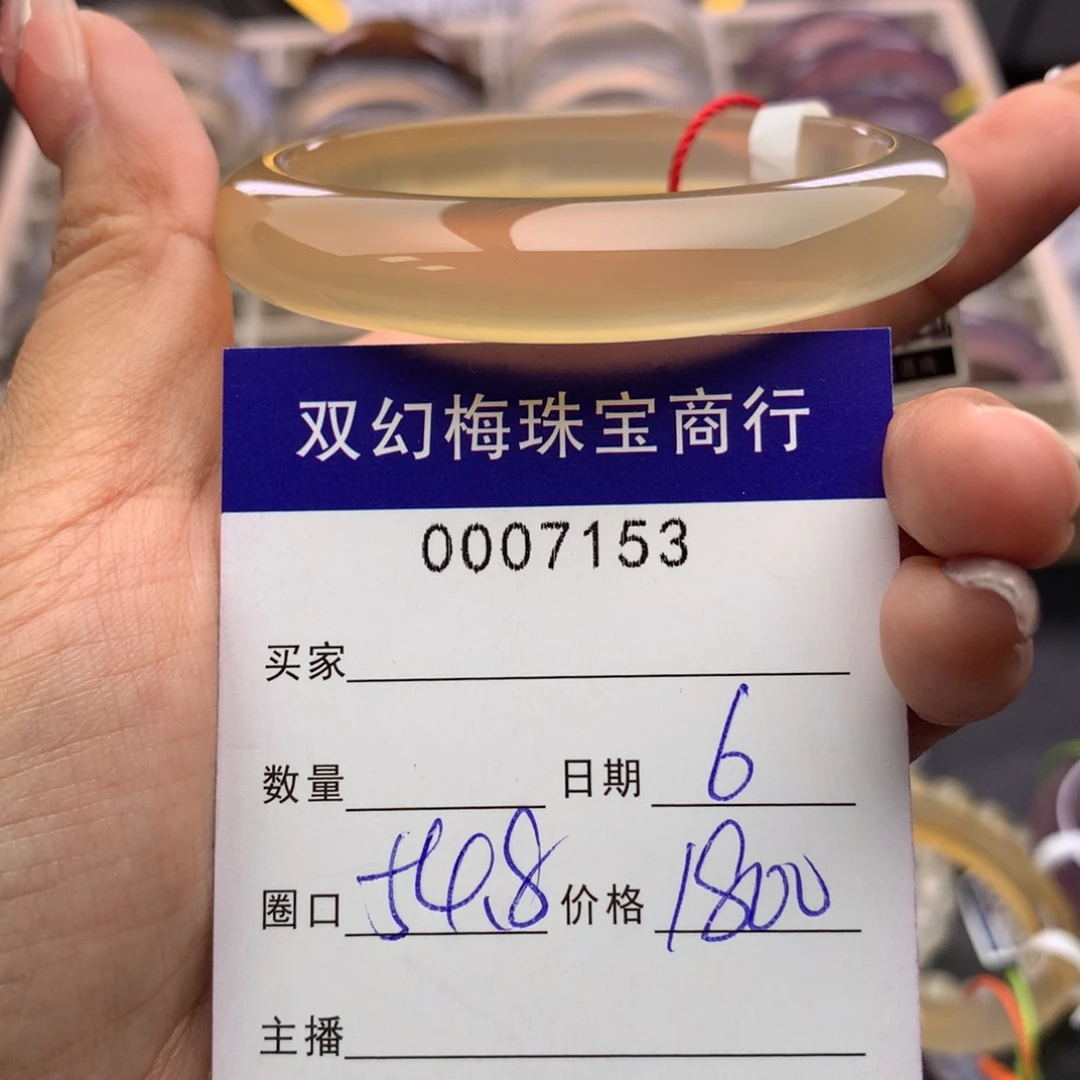 双幻梅珠宝商行
0007153
买家
数量 日期 6
圈口 54.8 价格 1800
主播